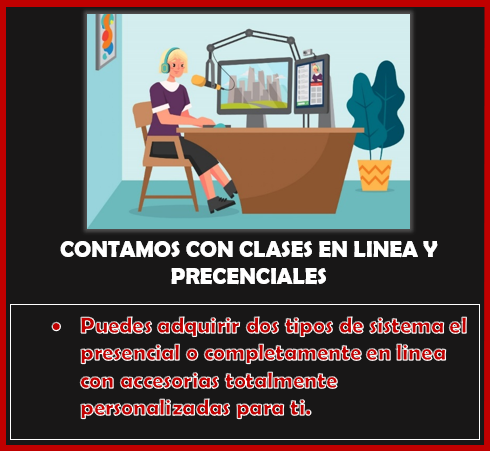 CONTAMOS CON CLASES EN LINEA Y
PRECENCIALES
• Puedes adquirir dos tipos de sistema el
presencial o completamente en linea
con accesorias totalmente
personalizadas para ti.